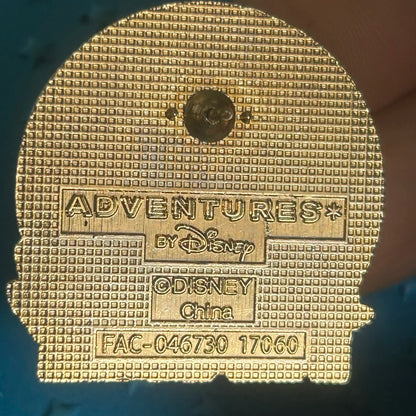 ADVENTURES*
BY Disney
©DISNEY
China
FAC-046730 17060